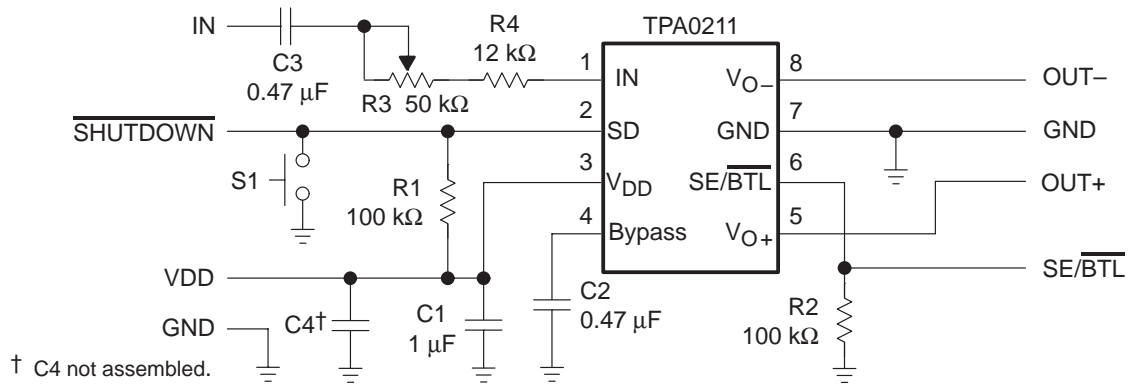 IN
C3
0.47 μF
R3 50 kΩ
R4
12 kΩ
TPA0211
1
IN
2
SD
3
VDD
4
Bypass
VO–
8
GND
7
SE/BTL
6
VO+
5
OUT–
GND
OUT+
SE/BTL
SHUTDOWN
S1
R1
100 kΩ
VDD
GND
C4†
C1
1 μF
C2
0.47 μF
R2
100 kΩ
† C4 not assembled.